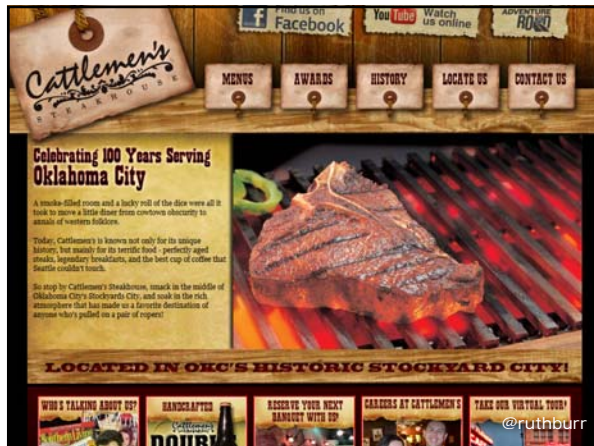 Find us on
Facebook
You Tube Watch
us online
ADVENTURE
ROAD
Cattlemen's
STEAKHOUSE
MENUS
AWARDS
HISTORY
LOCATE US
CONTACT US
Celebrating 100 Years Serving
Oklahoma City
A smoke-filled room and a lucky roll of the dice were all it
took to move a little diner from cowtown obscurity to
annals of western folklore.
Today, Cattlemen's is known not only for its unique
history, but mainly for its terrific food - perfectly aged
steaks, legendary breakfasts, and the best cup of coffee that
Seattle couldn't touch.
So stop by Cattlemen's Steakhouse, smack in the middle of
Oklahoma City's Stockyards City, and soak in the rich
atmosphere that has made us a favorite destination of
anyone who's pulled on a pair of ropers!
LOCATED IN OKC'S HISTORIC STOCKYARD CITY!
WHO'S TALKING ABOUT US?
HANDCRAFTED
Cattlemen's
DOUBLE
RESERVE YOUR NEXT
BANQUET WITH US?
CAREERS AT CATTLEMEN'S
TAKE OUR VIRTUAL TOUR!
@ruthburr